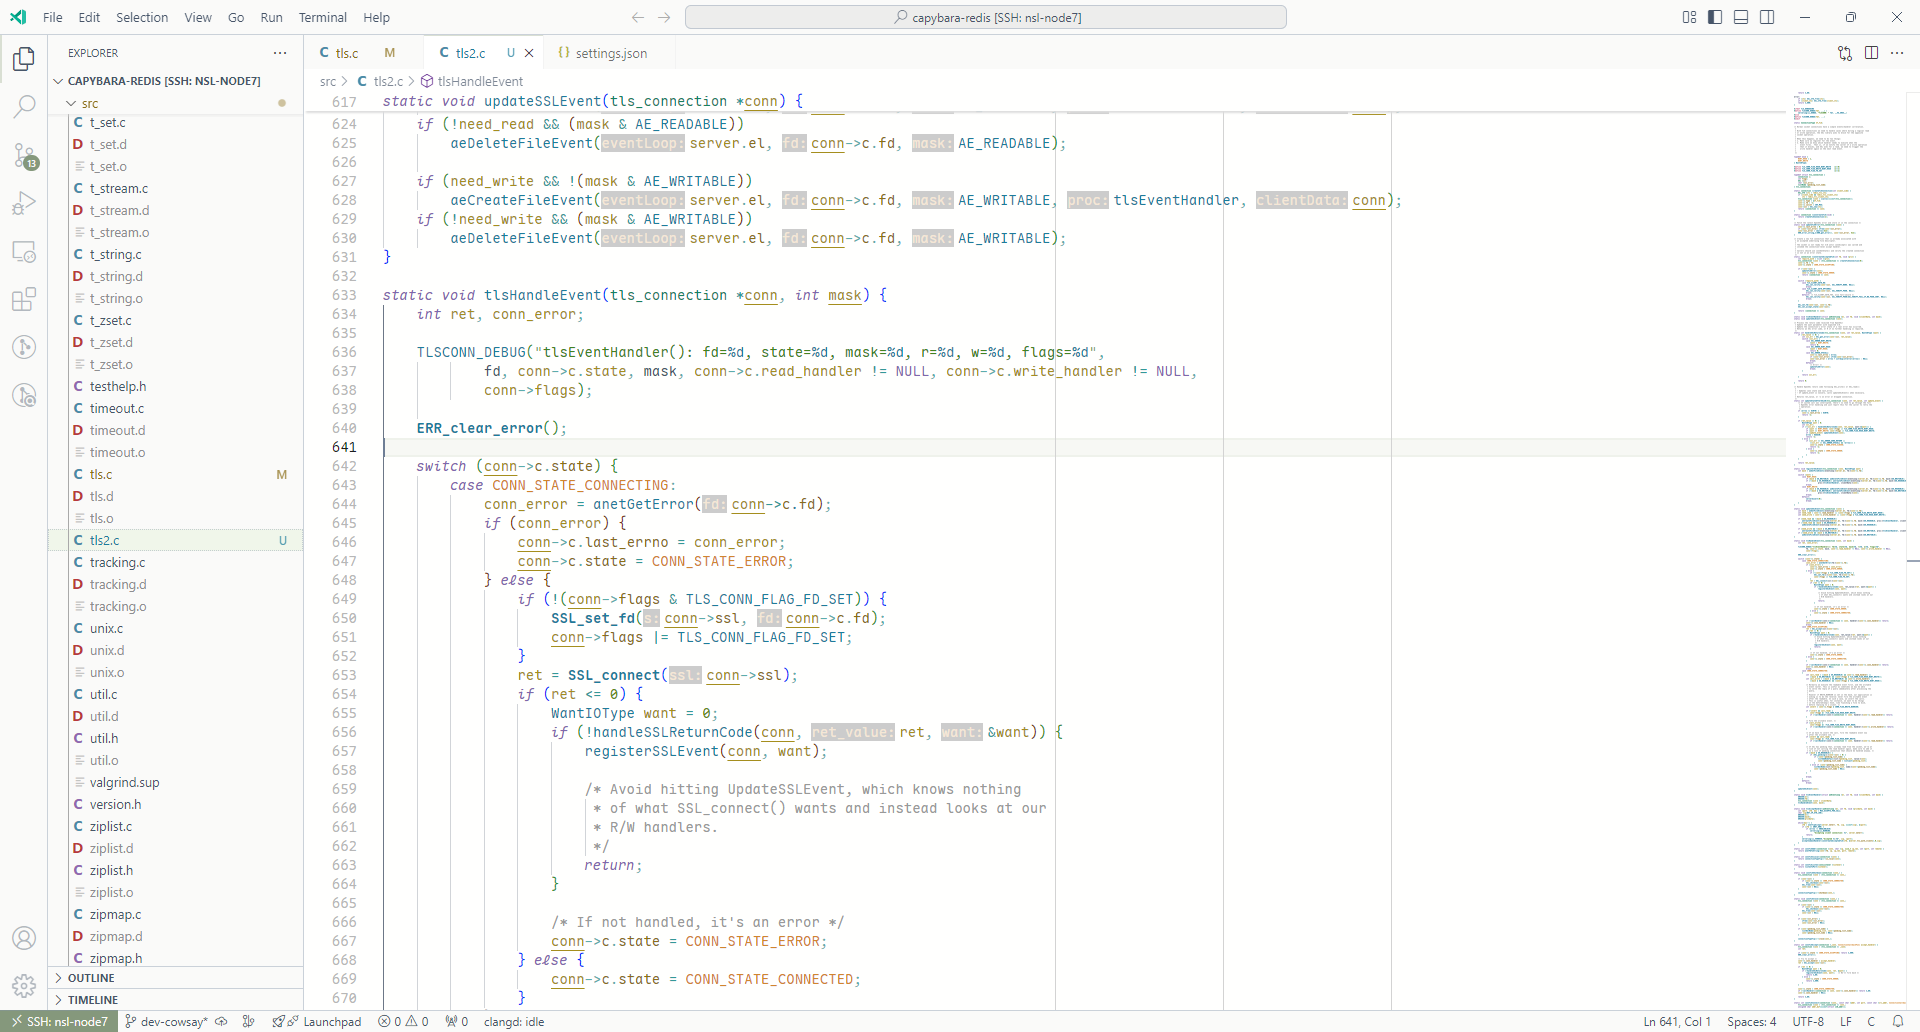 File Edit Selection View Go Run Terminal Help
capybara-redis [SSH: nsl-node7]
EXPLORER
CAPYBARA-REDIS [SSH: NSL-NODE7]
src
C t_set.c
D t_set.d
t_set.o
C t_stream.c
D t_stream.d
t_stream.o
C t_string.c
D t_string.d
t_string.o
C t_zset.c
D t_zset.d
t_zset.o
C testhelp.h
C timeout.c
D timeout.d
timeout.o
C tls.c M
D tls.d
tls.o
C tls2.c U
C tracking.c
D tracking.d
tracking.o
C unix.c
D unix.d
unix.o
C util.c
D util.d
C util.h
util.o
valgrind.sup
C version.h
C ziplist.c
D ziplist.d
C ziplist.h
ziplist.o
C zipmap.c
D zipmap.d
C zipmap.h
OUTLINE
TIMELINE
13
C tls.c M
C tls2.c U
{} settings.json
src > C tls2.c > tlsHandleEvent
617 static void updateSSLEvent(tls_connection *conn) {
624 if (!need_read && (mask & AE_READABLE))
625 aeDeleteFileEvent(eventLoop: server.el, fd: conn->c.fd, mask: AE_READABLE);
626
627 if (need_write && !(mask & AE_WRITABLE))
628 aeCreateFileEvent(eventLoop: server.el, fd: conn->c.fd, mask: AE_WRITABLE, proc: tlsEventHandler, clientData: conn);
629 if (!need_write && (mask & AE_WRITABLE))
630 aeDeleteFileEvent(eventLoop: server.el, fd: conn->c.fd, mask: AE_WRITABLE);
631 }
632
633 static void tlsHandleEvent(tls_connection *conn, int mask) {
634 int ret, conn_error;
635
636 TLSCONN_DEBUG("tlsEventHandler(): fd=%d, state=%d, mask=%d, r=%d, w=%d, flags=%d",
637 fd, conn->c.state, mask, conn->c.read_handler != NULL, conn->c.write_handler != NULL,
638 conn->flags);
639
640 ERR_clear_error();
641
642 switch (conn->c.state) {
643 case CONN_STATE_CONNECTING:
644 conn_error = anetGetError(fd: conn->c.fd);
645 if (conn_error) {
646 conn->c.last_errno = conn_error;
647 conn->c.state = CONN_STATE_ERROR;
648 } else {
649 if (!(conn->flags & TLS_CONN_FLAG_FD_SET)) {
650 SSL_set_fd(s: conn->ssl, fd: conn->c.fd);
651 conn->flags |= TLS_CONN_FLAG_FD_SET;
652 }
653 ret = SSL_connect(ssl: conn->ssl);
654 if (ret <= 0) {
655 WantIOType want = 0;
656 if (!handleSSLReturnCode(conn, ret_value: ret, want: &want)) {
657 registerSSLEvent(conn, want);
658
659 /* Avoid hitting UpdateSSLEvent, which knows nothing
660 * of what SSL_connect() wants and instead looks at our
661 * R/W handlers.
662 */
663 return;
664 }
665
666 /* If not handled, it's an error */
667 conn->c.state = CONN_STATE_ERROR;
668 } else {
669 conn->c.state = CONN_STATE_CONNECTED;
670 }
SSH: nsl-node7 dev-cowsay* Launchpad 0 0 0 clangd: idle
Ln 641, Col 1 Spaces: 4 UTF-8 LF C